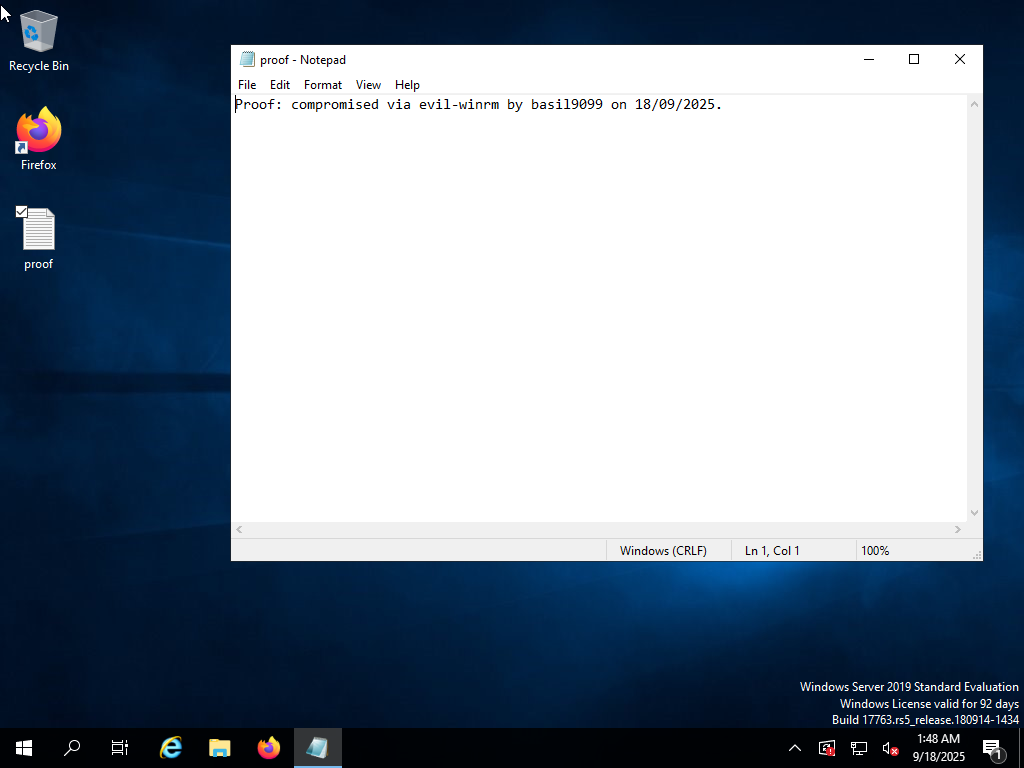 Recycle Bin
Firefox
proof
proof - Notepad
File Edit Format View Help
Proof: compromised via evil-winrm by basil9099 on 18/09/2025.
Windows (CRLF) Ln 1, Col 1 100%
Windows Server 2019 Standard Evaluation
Windows License valid for 92 days
Build 17763.rs5_release.180914-1434
1:48 AM
9/18/2025
1